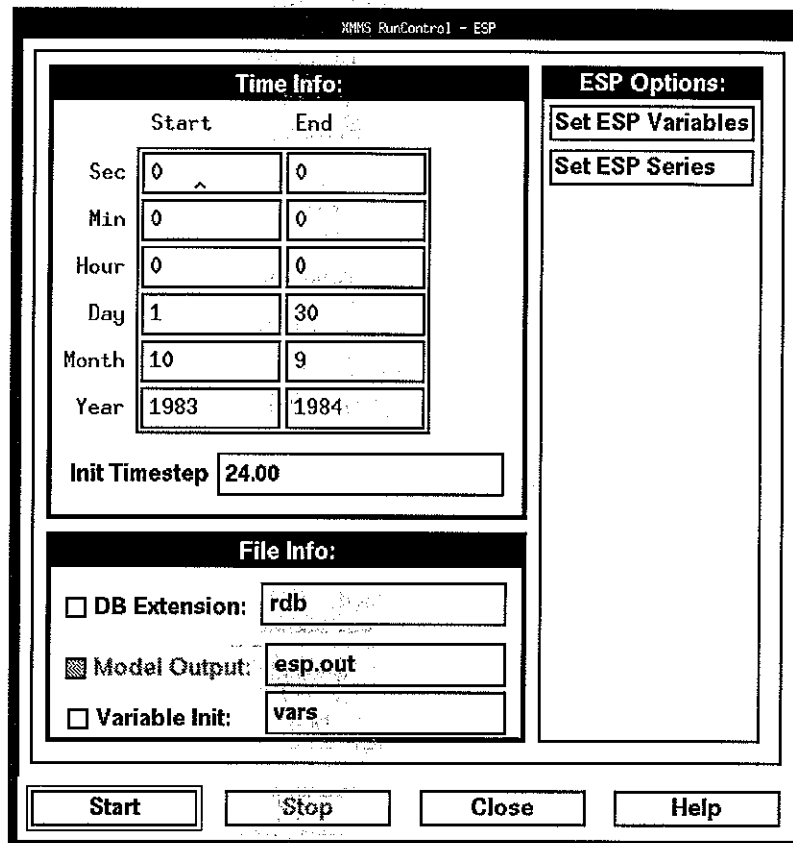 XMMS RunControl - ESP
Time Info:
Start End
Sec 0 0
Min 0 0
Hour 0 0
Day 1 30
Month 10 9
Year 1983 1984
Init Timestep 24.00
File Info:
DB Extension: rdb
Model Output: esp.out
Variable Init: vars
ESP Options:
Set ESP Variables
Set ESP Series
Start Stop Close Help